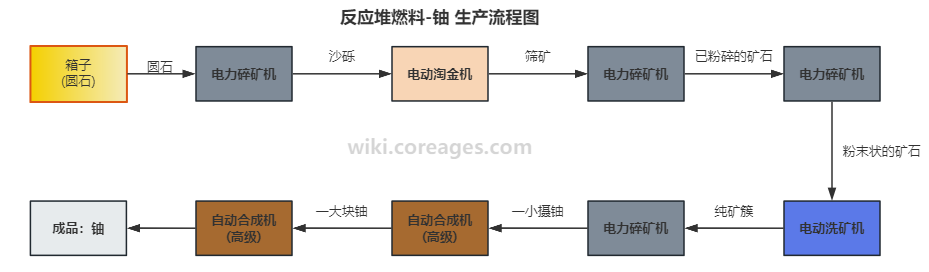 反应堆燃料-铀 生产流程图
箱子
(圆石)
圆石
电力碎矿机
沙砾
电动淘金机
筛矿
电力碎矿机
已粉碎的矿石
电力碎矿机
粉末状的矿石
wiki.coreages.com
电动洗矿机
纯矿簇
电力碎矿机
一小撮铀
自动合成机
(高级)
一大块铀
自动合成机
(高级)
成品：铀